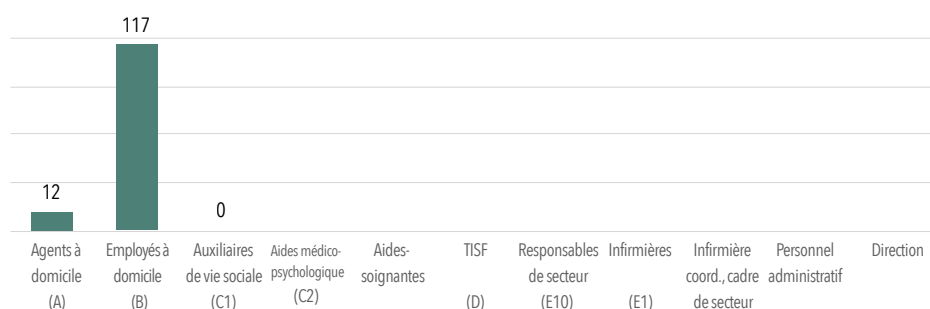 117
12
0
Agents à domicile (A)
Employés à domicile (B)
Auxiliaires de vie sociale (C1)
Aides médico-psychologique (C2)
Aides-soignantes
TISF (D)
Responsables de secteur (E10)
Infirmières (E1)
Infirmière coord., cadre de secteur
Personnel administratif
Direction